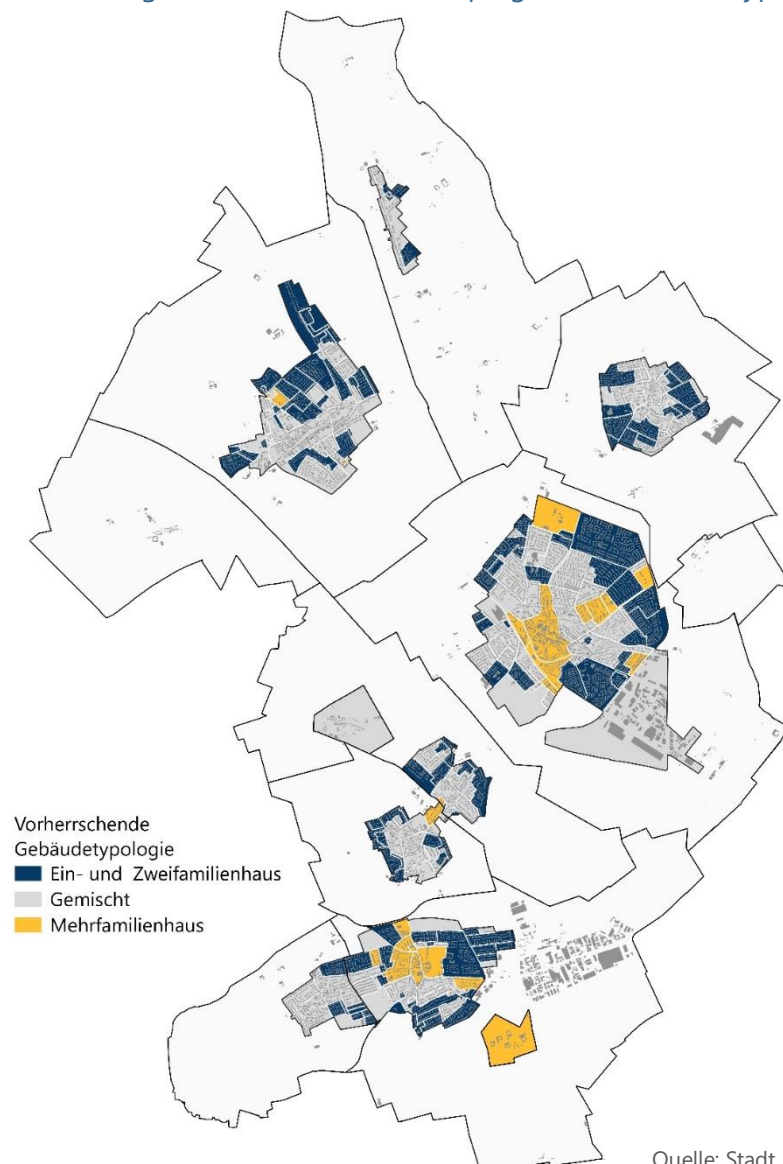 Vorherrschende
Gebäudetypologie
Ein- und Zweifamilienhaus
Gemischt
Mehrfamilienhaus
Quelle: Stadt